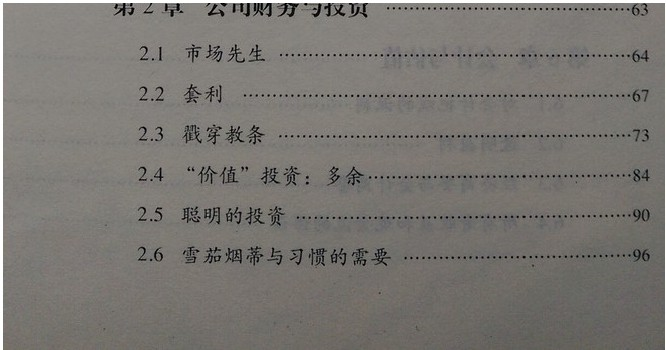 第2章 公司财务与投资 ……………………………63
2.1 市场先生 ……………………………64
2.2 套利 ……………………………67
2.3 戳穿教条 ……………………………73
2.4 “价值”投资：多余 ……………………………84
2.5 聪明的投资 ……………………………90
2.6 雪茄烟蒂与习惯的需要 ……………………………96